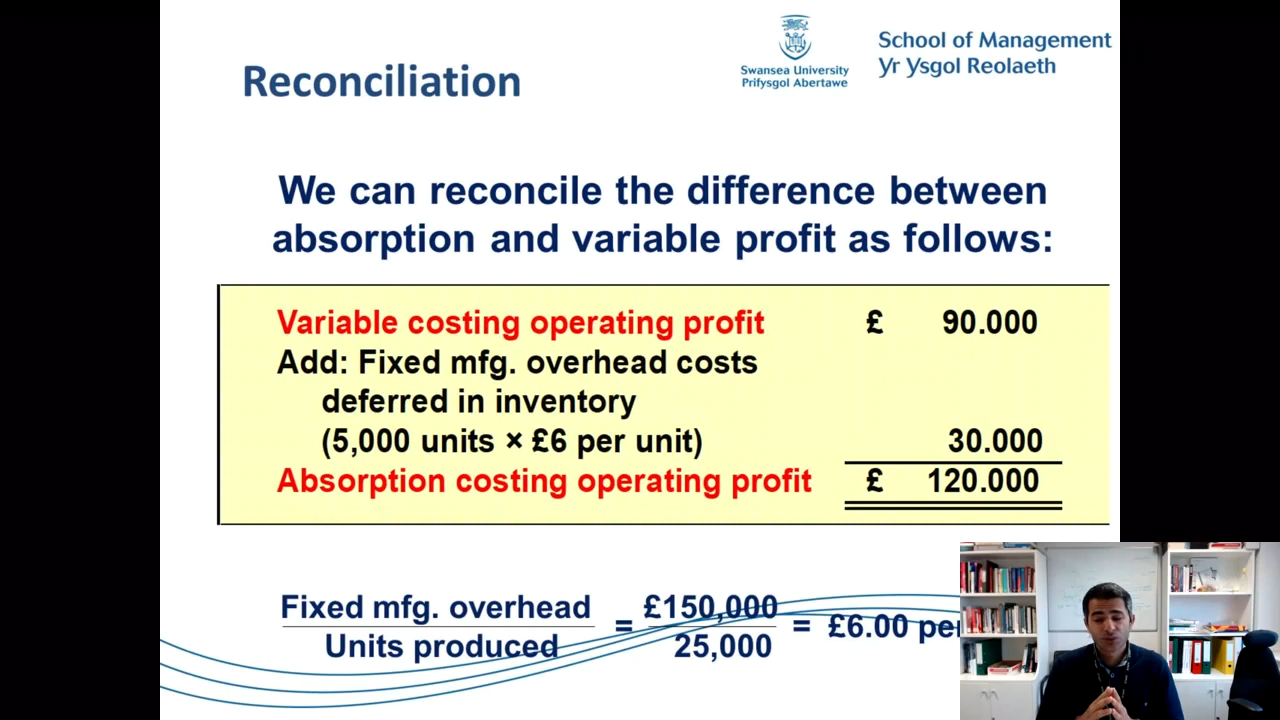 Reconciliation
Swansea University
Prifysgol Abertawe
School of Management
Yr Ysgol Reolaeth
We can reconcile the difference between
absorption and variable profit as follows:
Variable costing operating profit £ 90.000
Add: Fixed mfg. overhead costs
deferred in inventory
(5,000 units × £6 per unit) 30.000
Absorption costing operating profit £ 120.000
Fixed mfg. overhead
Units produced
= £150,000
25,000
= £6.00 per